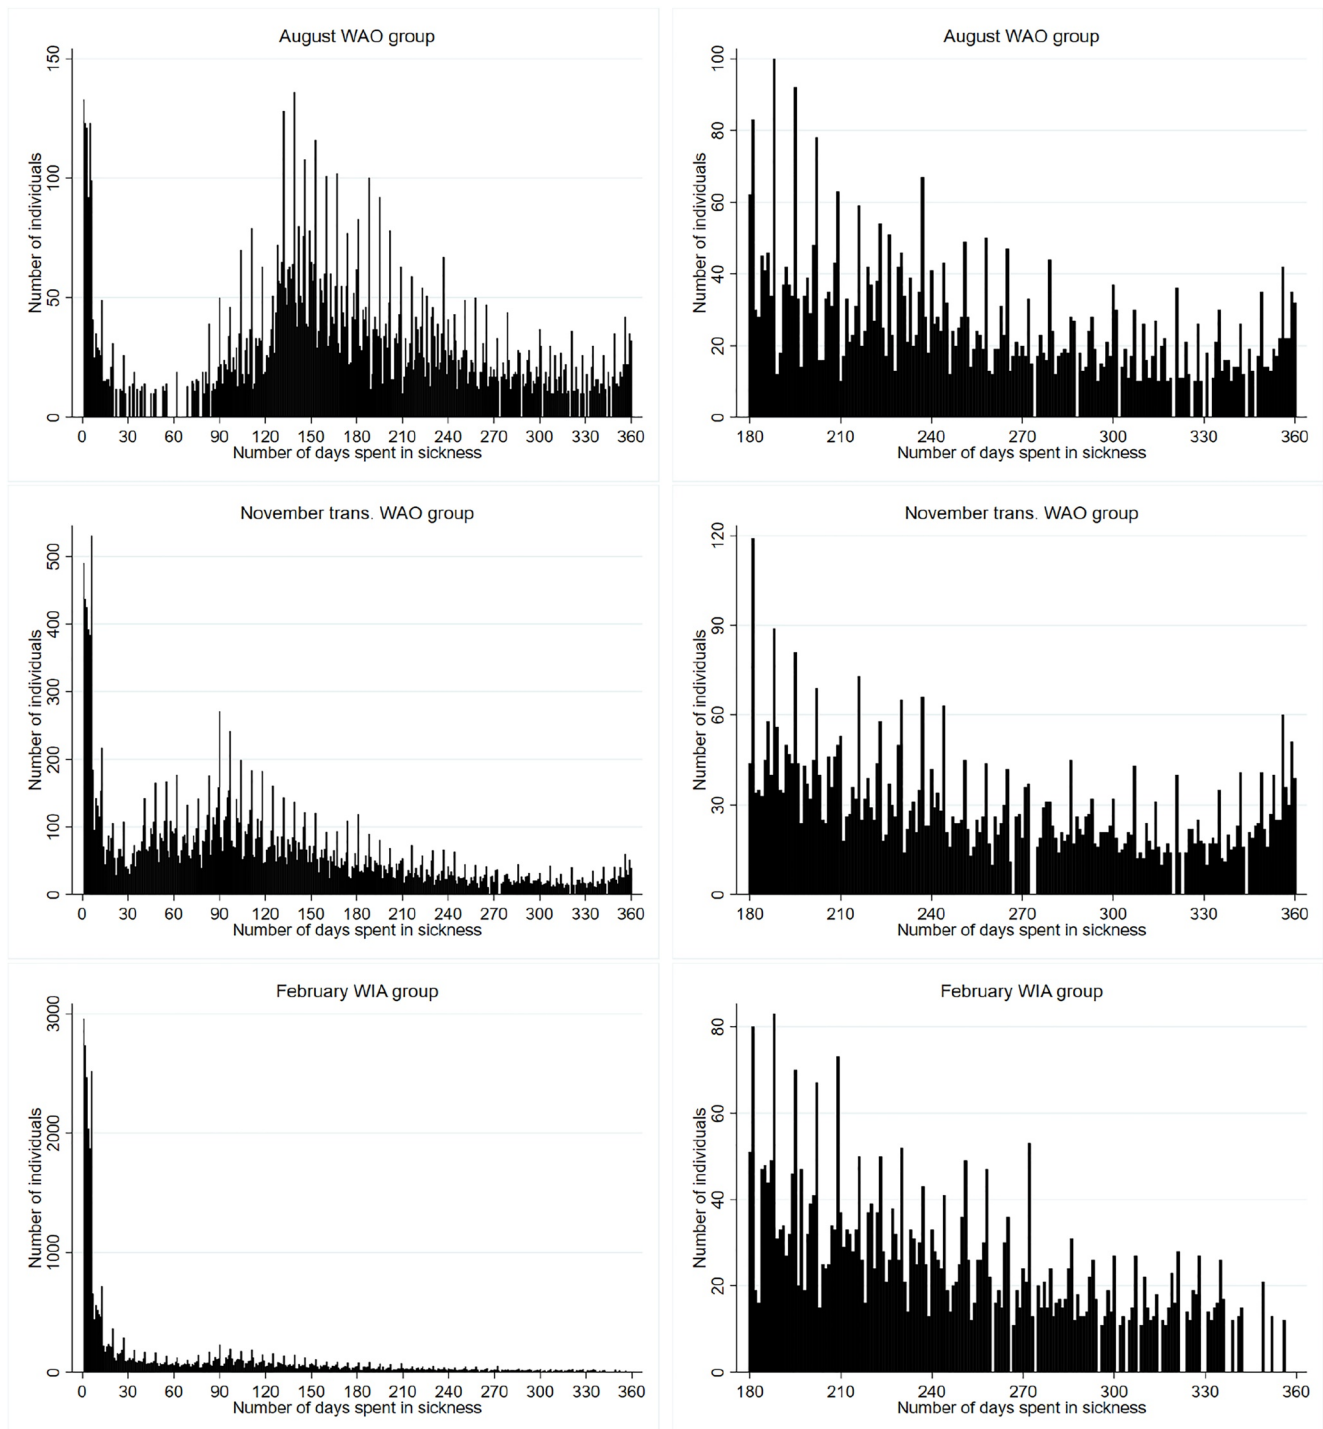 August WAO group
Number of individuals
150
100
50
0
0 30 60 90 120 150 180 210 240 270 300 330 360
Number of days spent in sickness
August WAO group
Number of individuals
100
80
60
40
20
0
180 210 240 270 300 330 360
Number of days spent in sickness
November trans. WAO group
Number of individuals
500
400
300
200
100
0
0 30 60 90 120 150 180 210 240 270 300 330 360
Number of days spent in sickness
November trans. WAO group
Number of individuals
120
90
60
30
0
180 210 240 270 300 330 360
Number of days spent in sickness
February WIA group
Number of individuals
3000
2000
1000
0
0 30 60 90 120 150 180 210 240 270 300 330 360
Number of days spent in sickness
February WIA group
Number of individuals
80
60
40
20
0
180 210 240 270 300 330 360
Number of days spent in sickness